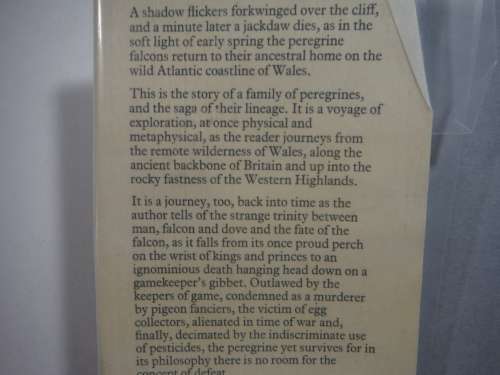 A shadow flickers forkwinged over the cliff,
and a minute later a jackdaw dies, as in the
soft light of early spring the peregrine
falcons return to their ancestral home on the
wild Atlantic coastline of Wales.
This is the story of a family of peregrines,
and the saga of their lineage. It is a voyage of
exploration, at once physical and
metaphysical, as the reader journeys from
the remote wilderness of Wales, along the
ancient backbone of Britain and up into the
rocky fastness of the Western Highlands.
It is a journey, too, back into time as the
author tells of the strange trinity between
man, falcon and dove and the fate of the
falcon, as it falls from its once proud perch
on the wrist of kings and princes to an
ignominious death hanging head down on a
gamekeeper's gibbet. Outlawed by the
keepers of game, condemned as a murderer
by pigeon fanciers, the victim of egg
collectors, alienated in time of war and,
finally, decimated by the indiscriminate use
of pesticides, the peregrine yet survives for in
its philosophy there is no room for the
concept of defeat